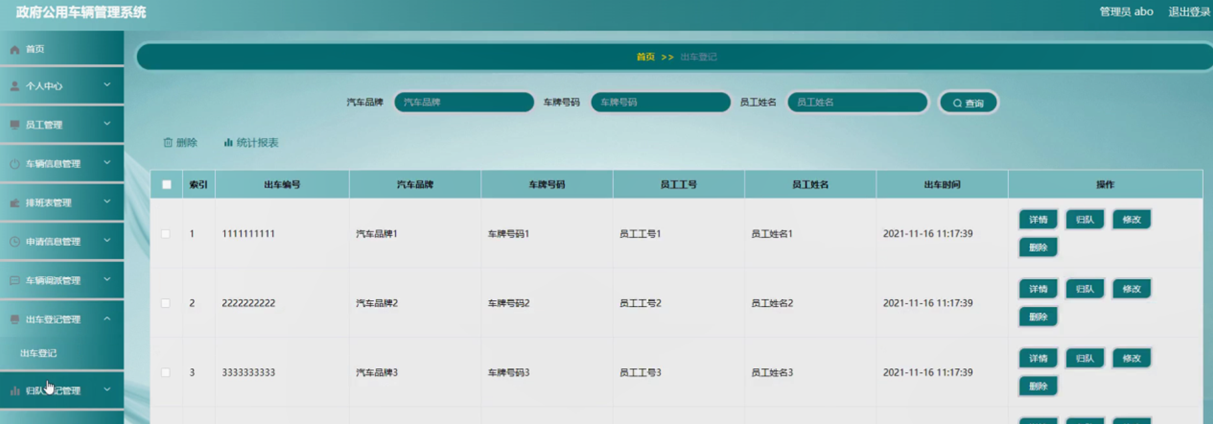 政府公用车辆管理系统
管理员 abo 退出登录
首页
首页 >> 出车登记
个人中心
汽车品牌 汽车品牌 车牌号码 车牌号码 员工姓名 员工姓名 查询
员工管理
删除 统计报表
车辆信息管理
索引 出车编号 汽车品牌 车牌号码 员工工号 员工姓名 出车时间 操作
排班表管理
1 1111111111 汽车品牌1 车牌号码1 员工工号1 员工姓名1 2021-11-16 11:17:39 详情 归队 修改
删除
申请信息管理
车辆调派管理
2 2222222222 汽车品牌2 车牌号码2 员工工号2 员工姓名2 2021-11-16 11:17:39 详情 归队 修改
删除
出车登记管理
出车登记
3 3333333333 汽车品牌3 车牌号码3 员工工号3 员工姓名3 2021-11-16 11:17:39 详情 归队 修改
删除
归队登记管理